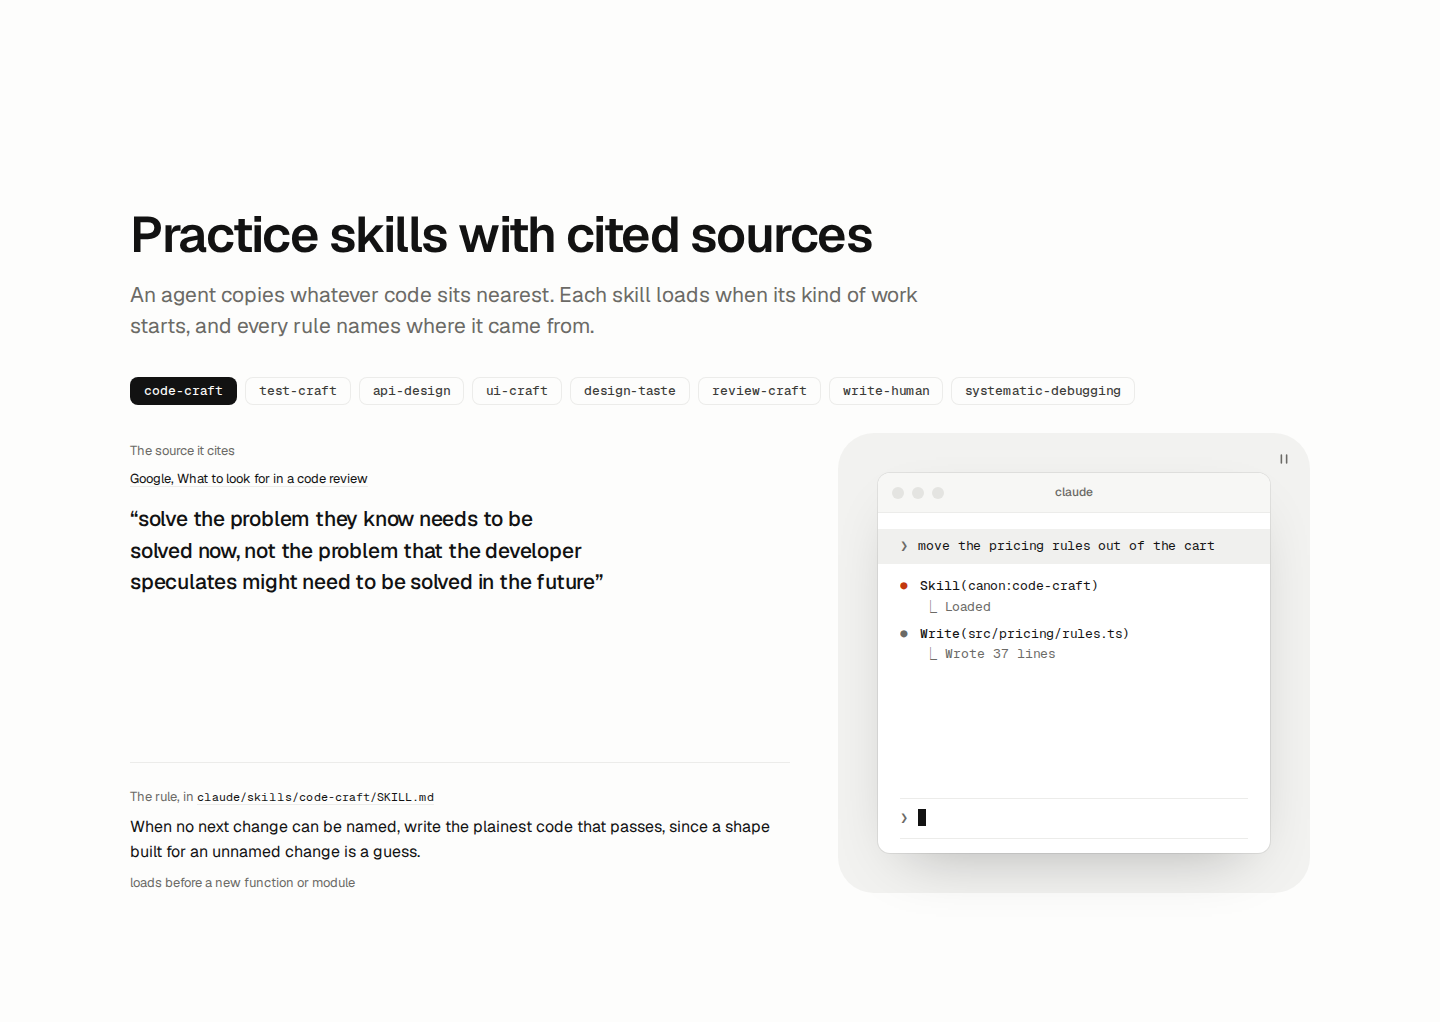 Practice skills with cited sources
An agent copies whatever code sits nearest. Each skill loads when its kind of work
starts, and every rule names where it came from.
code-craft test-craft api-design ui-craft design-taste review-craft write-human systematic-debugging
The source it cites
Google, What to look for in a code review
“solve the problem they know needs to be
solved now, not the problem that the developer
speculates might need to be solved in the future”
The rule, in claude/skills/code-craft/SKILL.md
When no next change can be named, write the plainest code that passes, since a shape
built for an unnamed change is a guess.
loads before a new function or module
claude
❯ move the pricing rules out of the cart
● Skill(canon:code-craft)
⎿ Loaded
● Write(src/pricing/rules.ts)
⎿ Wrote 37 lines
❯